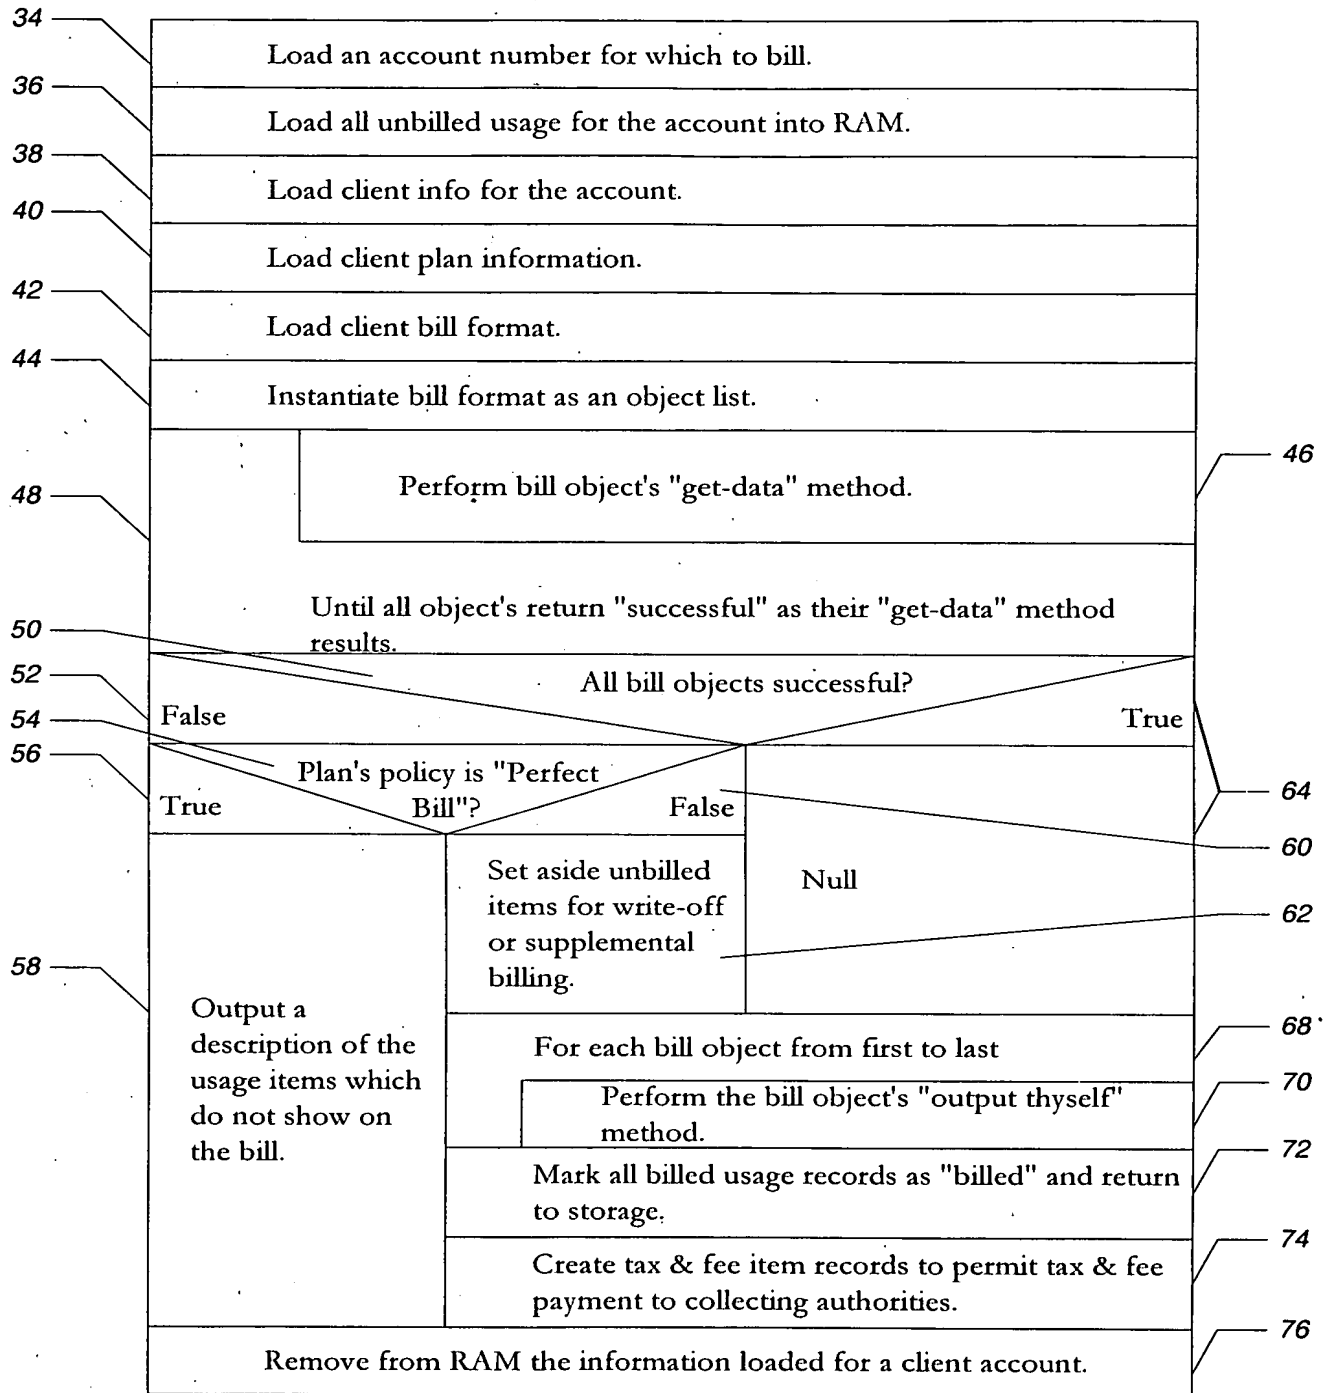 34
Load an account number for which to bill.
36
Load all unbilled usage for the account into RAM.
38
Load client info for the account.
40
Load client plan information.
42
Load client bill format.
44
Instantiate bill format as an object list.
46
Perform bill object's "get-data" method.
48
Until all object's return "successful" as their "get-data" method
results.
50
All bill objects successful?
52
False
True
54
56
Plan's policy is "Perfect
Bill"?
True
False
64
60
Set aside unbilled
items for write-off
or supplemental
billing.
Null
62
58
Output a
description of the
usage items which
do not show on
the bill.
68
For each bill object from first to last
70
Perform the bill object's "output thyself"
method.
72
Mark all billed usage records as "billed" and return
to storage.
74
Create tax & fee item records to permit tax & fee
payment to collecting authorities.
76
Remove from RAM the information loaded for a client account.